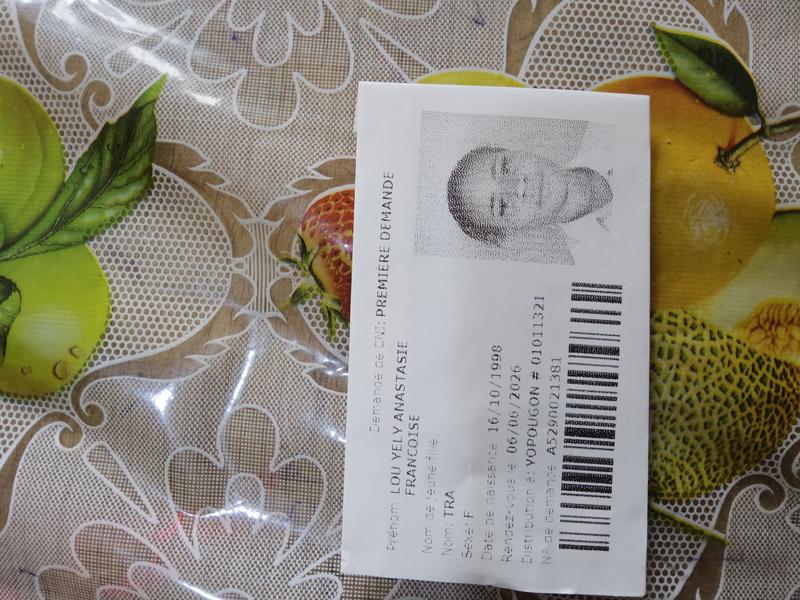 Demande de CNI: PREMIERE DEMANDE
Prénom: LOU YELY ANASTASIE
FRANCOISE
Nom de jeune fille:
Nom: TRA
Sexe: F
Date de naissance: 16/10/1998
Rendez-vous le: 06/06/2026
Distribution à: YOPOUGON # 01011321
N° de demande: A5290021381